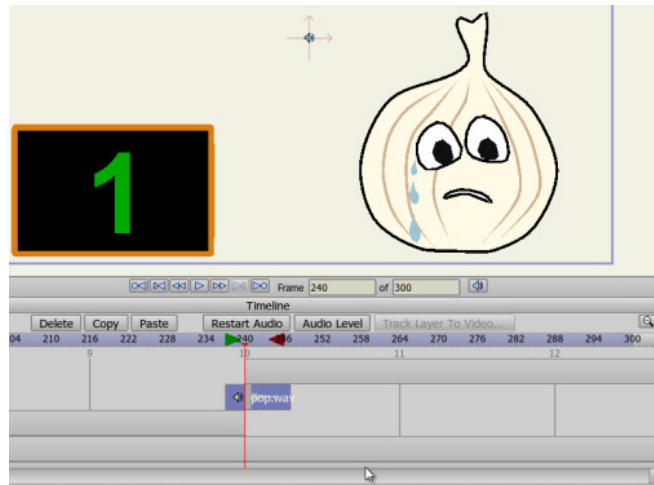 1
Frame 240 of 300
Timeline
Delete Copy Paste Restart Audio Audio Level Track Layer To Video...
04 210 216 222 228 234 240 246 252 258 264 270 276 282 288 294 300
9 10 11 12
pop.wav